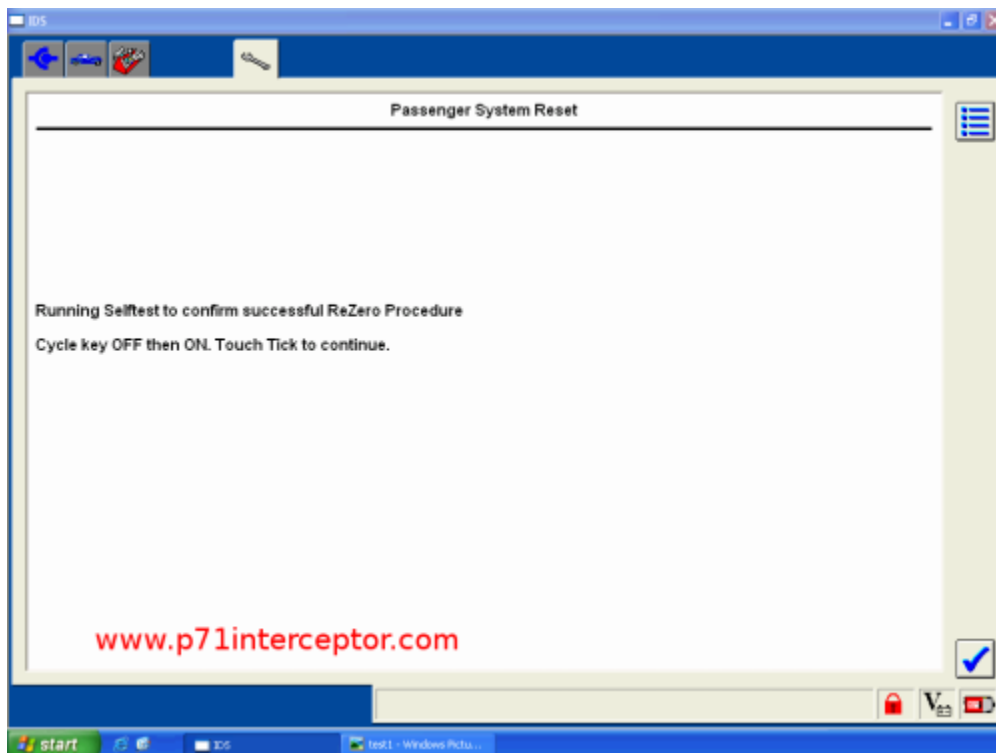 IDS
Passenger System Reset
Running Selftest to confirm successful ReZero Procedure
Cycle key OFF then ON. Touch Tick to continue.
www.p71interceptor.com
V
start
IDS
test1 - Windows Pictu...